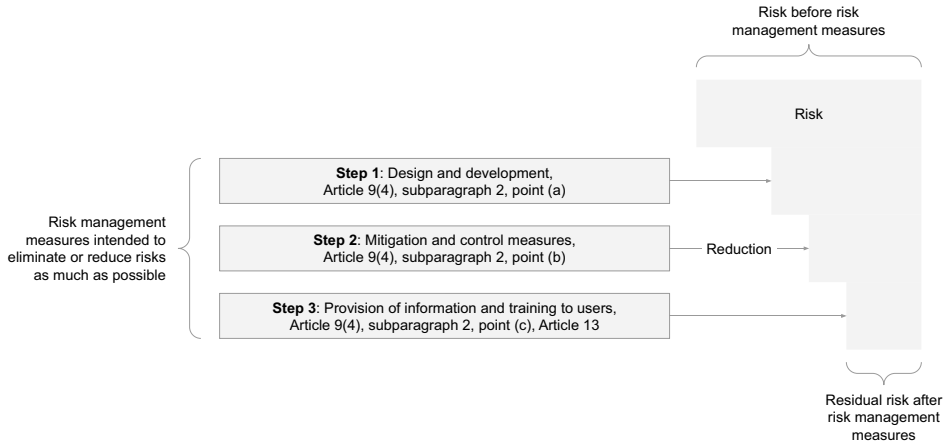 Risk before risk
management measures
Risk
Step 1: Design and development,
Article 9(4), subparagraph 2, point (a)
Risk management
measures intended to
eliminate or reduce risks
as much as possible
Step 2: Mitigation and control measures,
Article 9(4), subparagraph 2, point (b)
Reduction
Step 3: Provision of information and training to users,
Article 9(4), subparagraph 2, point (c), Article 13
Residual risk after
risk management
measures